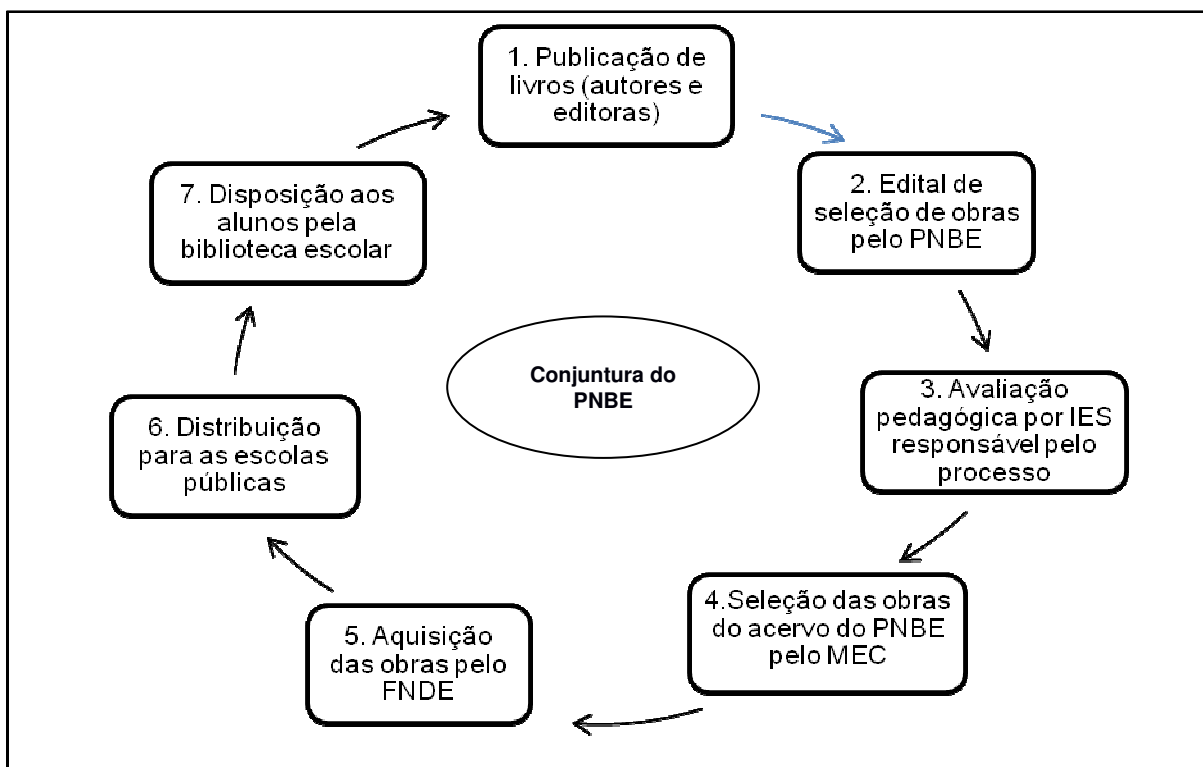 1. Publicação de
livros (autores e
editoras)
2. Edital de
seleção de obras
pelo PNBE
3. Avaliação
pedagógica por IES
responsável pelo
processo
4.Seleção das obras
do acervo do PNBE
pelo MEC
5. Aquisição
das obras pelo
FNDE
6. Distribuição
para as escolas
públicas
7. Disposição aos
alunos pela
biblioteca escolar
Conjuntura do
PNBE